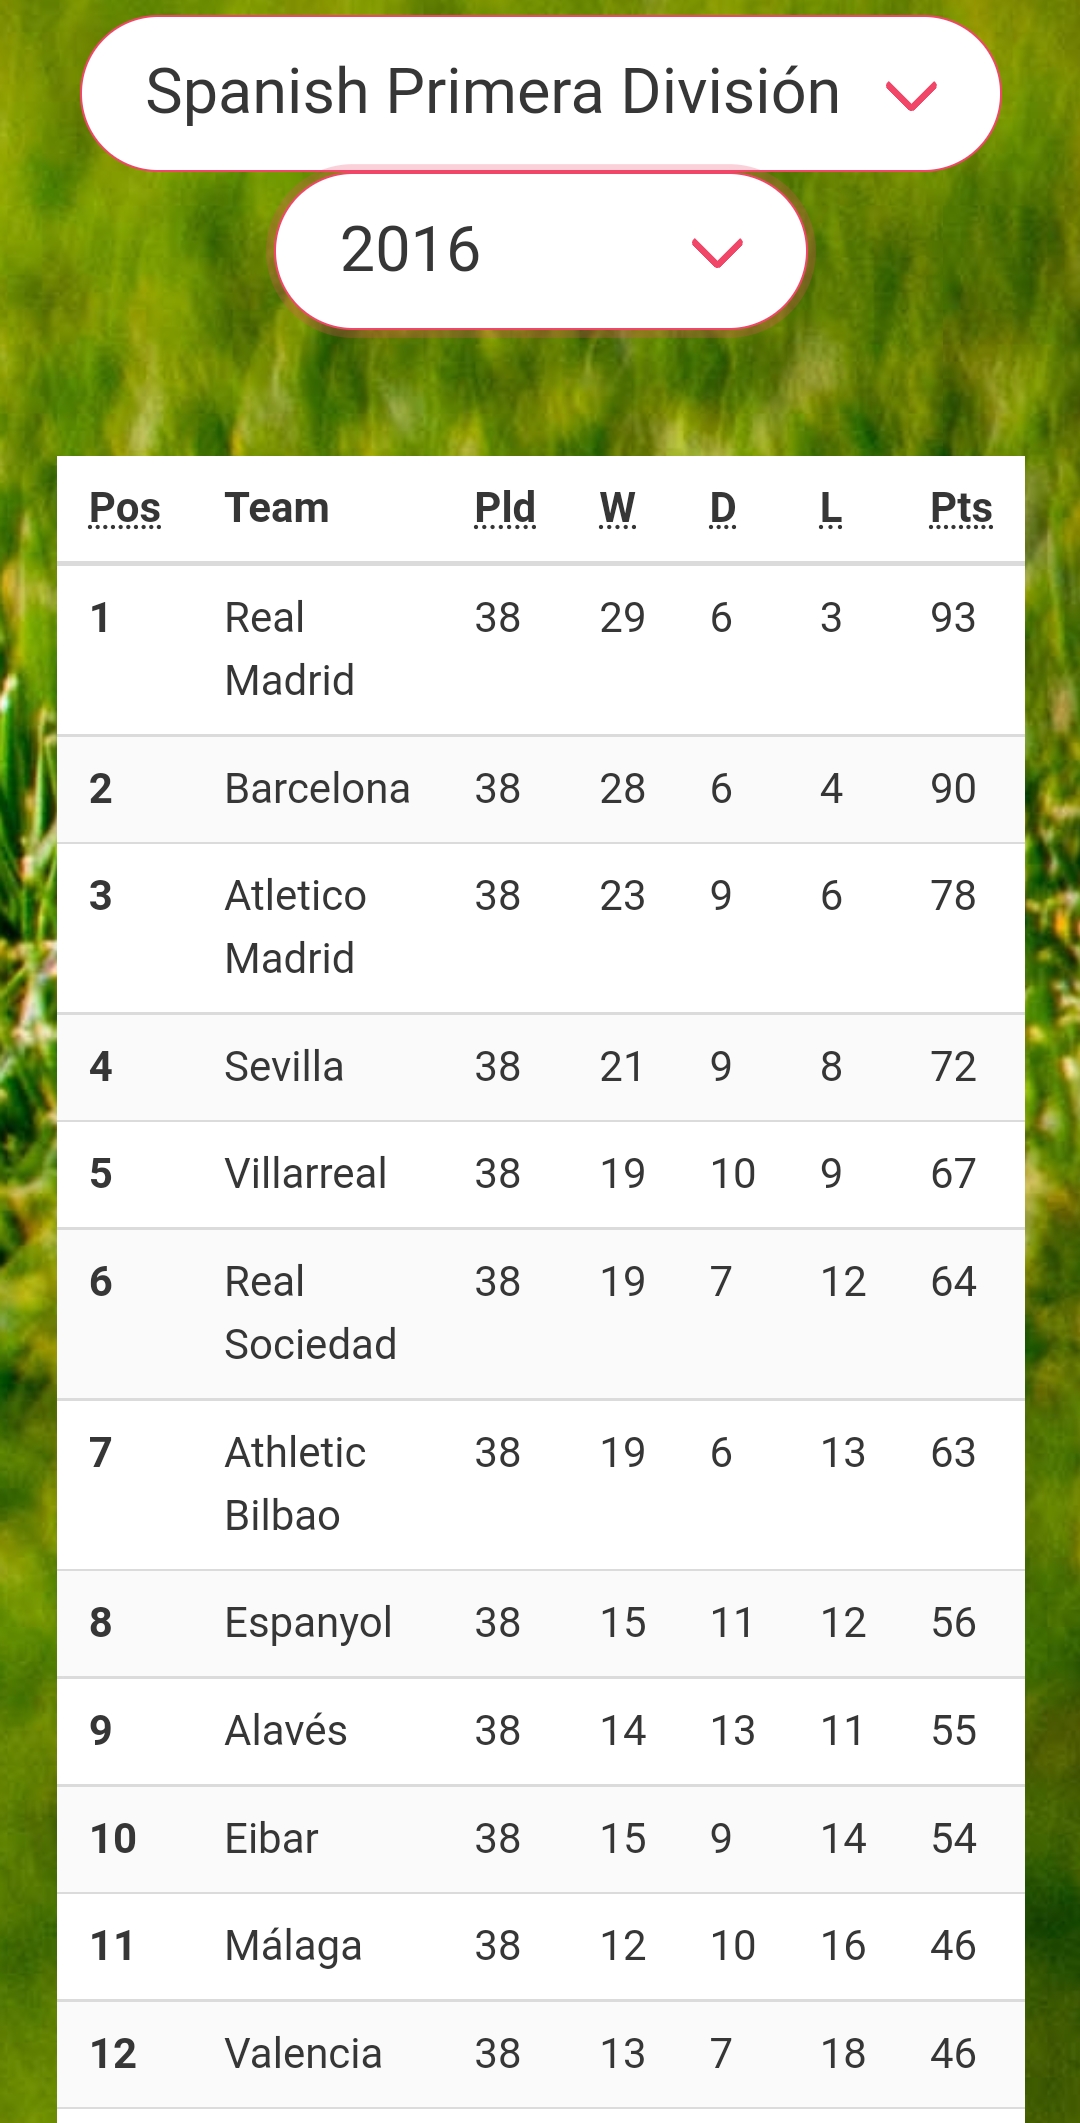 Spanish Primera División
2016
Pos Team Pld W D L Pts
1 Real 38 29 6 3 93
Madrid
2 Barcelona 38 28 6 4 90
3 Atletico 38 23 9 6 78
Madrid
4 Sevilla 38 21 9 8 72
5 Villarreal 38 19 10 9 67
6 Real 38 19 7 12 64
Sociedad
7 Athletic 38 19 6 13 63
Bilbao
8 Espanyol 38 15 11 12 56
9 Alavés 38 14 13 11 55
10 Eibar 38 15 9 14 54
11 Málaga 38 12 10 16 46
12 Valencia 38 13 7 18 46